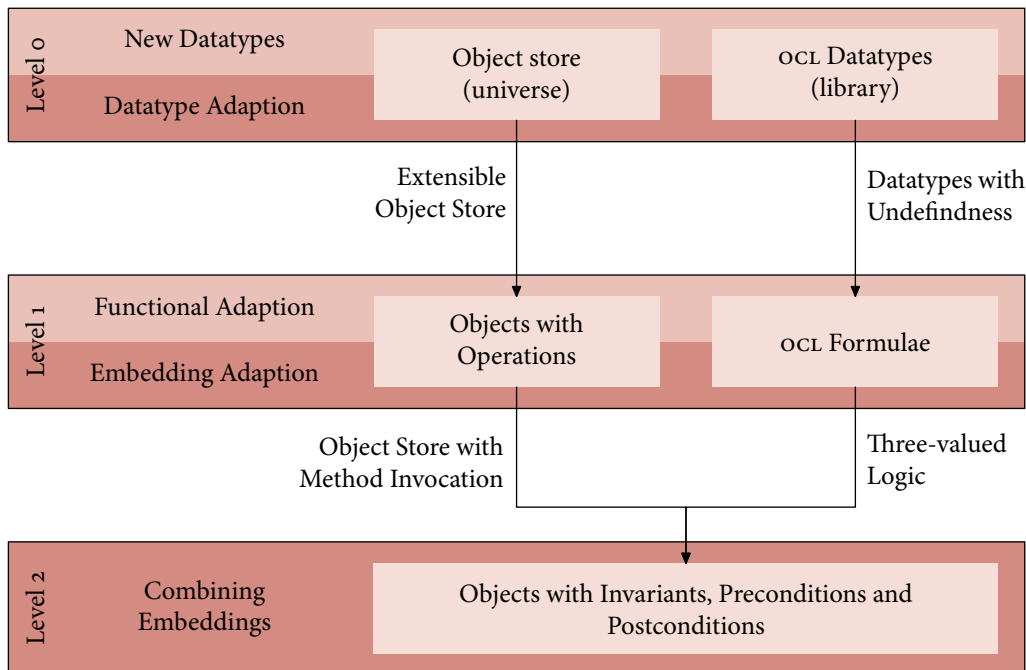 Level 0
New Datatypes
Datatype Adaption
Object store
(universe)
OCL Datatypes
(library)
Extensible
Object Store
Datatypes with
Undefindness
Level 1
Functional Adaption
Embedding Adaption
Objects with
Operations
OCL Formulae
Object Store with
Method Invocation
Three-valued
Logic
Level 2
Combining
Embeddings
Objects with Invariants, Preconditions and
Postconditions